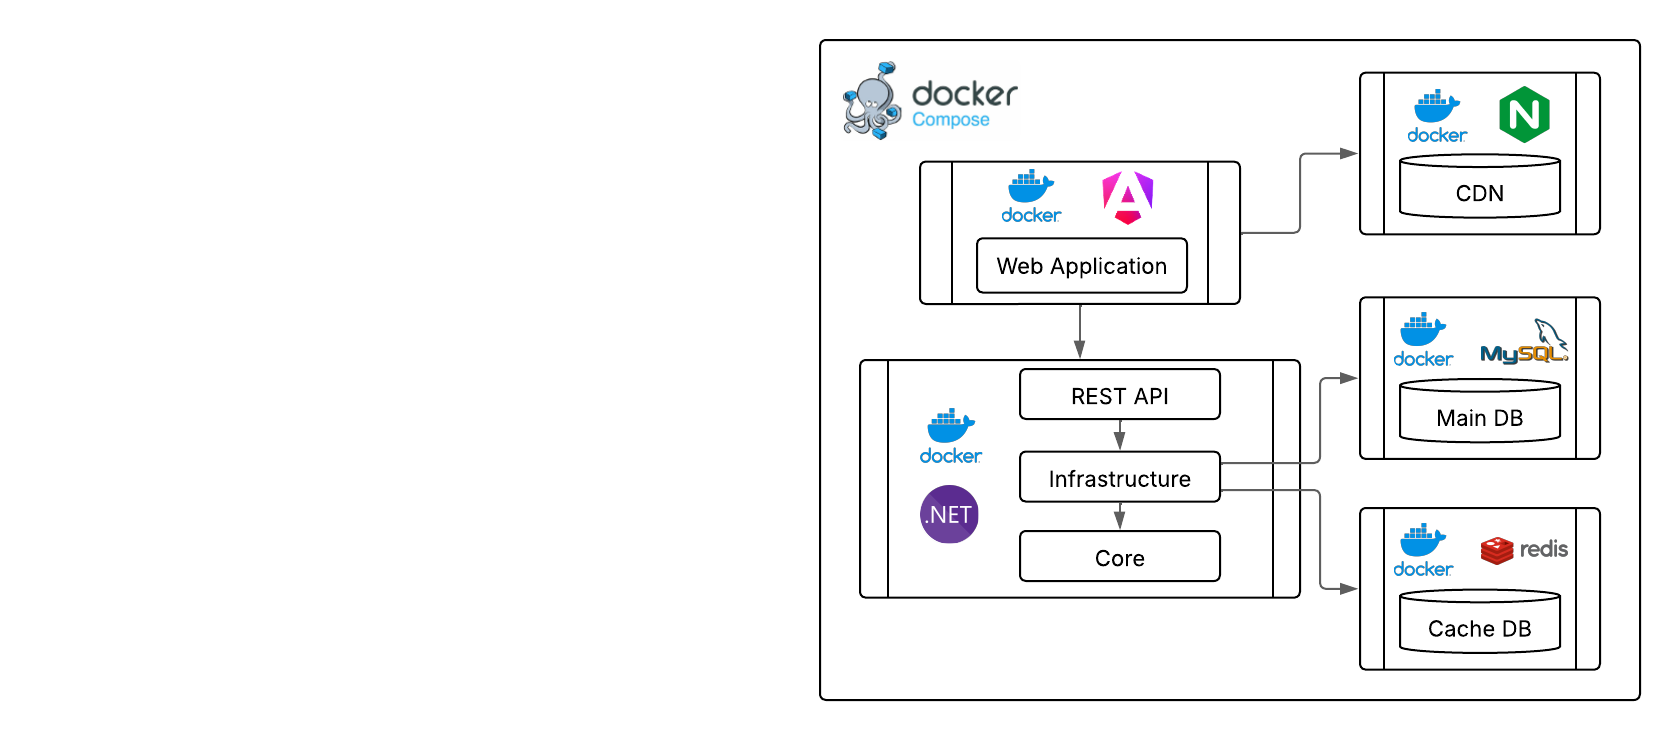 docker
Compose
docker
Web Application
docker
CDN
REST API
docker
Infrastructure
.NET
Core
docker
MySQL
Main DB
docker
redis
Cache DB